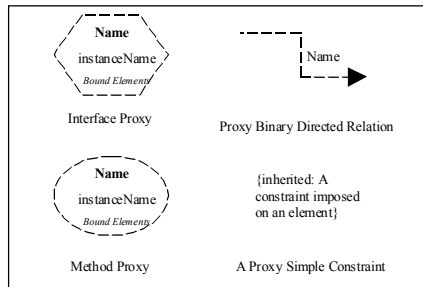 Name
instanceName
Bound Elements
Interface Proxy
Name
Proxy Binary Directed Relation
Name
instanceName
Bound Elements
Method Proxy
{inherited: A
constraint imposed
on an element}
A Proxy Simple Constraint